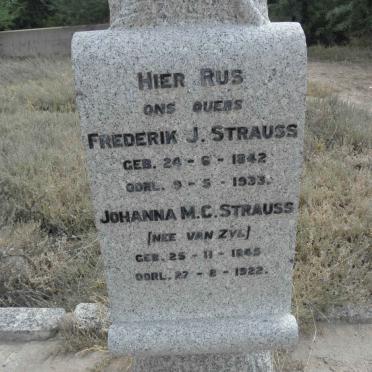 HIER RUS
ONS OUERS
FREDERIK J. STRAUSS
GEB. 24 - 6 - 1842
OORL. 9 - 5 - 1933.
JOHANNA M.C. STRAUSS
(NEE VAN ZYL)
GEB. 25 - 11 - 1845
OORL. 27 - 8 - 1922.